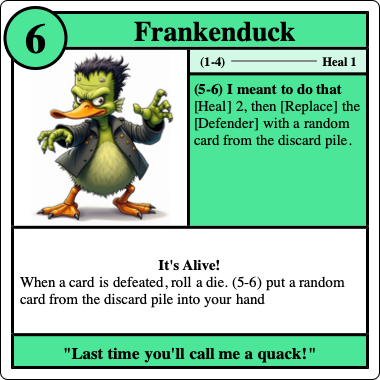 6
Frankenduck
(1-4) Heal 1
(5-6) I meant to do that
[Heal] 2, then [Replace] the
[Defender] with a random
card from the discard pile.
It's Alive!
When a card is defeated, roll a die. (5-6) put a random
card from the discard pile into your hand
"Last time you'll call me a quack!"